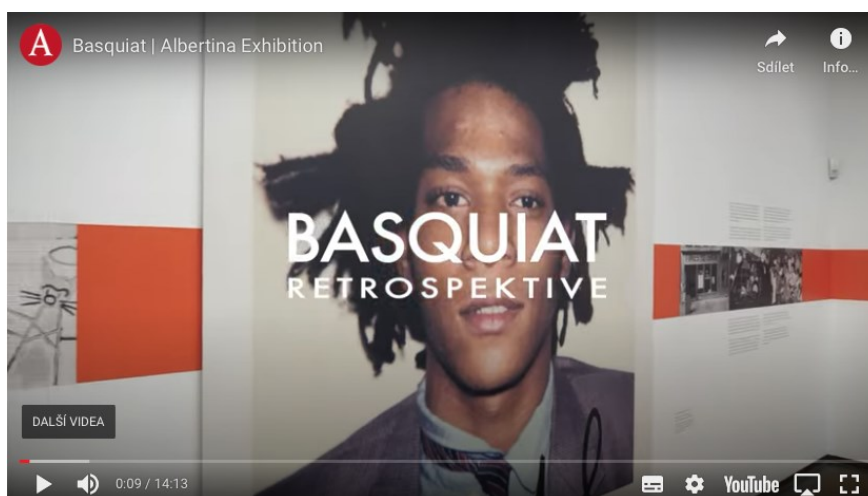 A
Basquiat | Albertina Exhibition
Sdílet
Info...
BASQUIAT
RETROSPEKTIVE
DALŠÍ VIDEA
0:09 / 14:13
YouTube